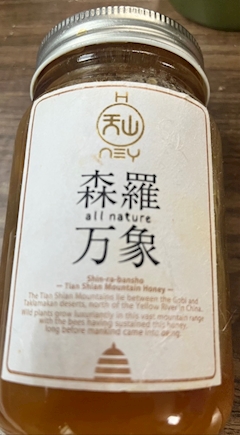 H
天山
NEY
森羅
all nature
万象
Shin-ra-bansho
— Tian Shian Mountain Honey —
The Tian Shian Mountains lie between the Gobi and
Taklamakan deserts, north of the Yellow River in China.
Wild plants grow luxuriantly in this vast mountain range
with the bees having sustained this honey
long before mankind came into being.